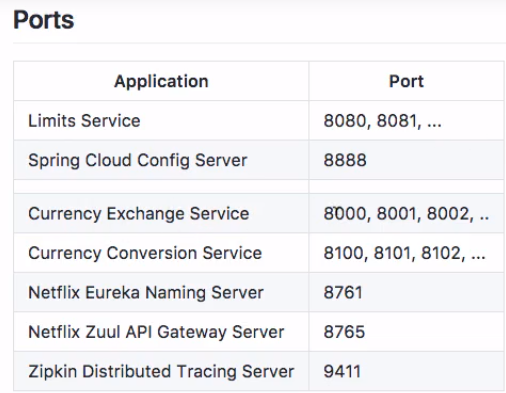 Ports
Application Port
Limits Service 8080, 8081, ...
Spring Cloud Config Server 8888
Currency Exchange Service 8000, 8001, 8002, ..
Currency Conversion Service 8100, 8101, 8102, ...
Netflix Eureka Naming Server 8761
Netflix Zuul API Gateway Server 8765
Zipkin Distributed Tracing Server 9411